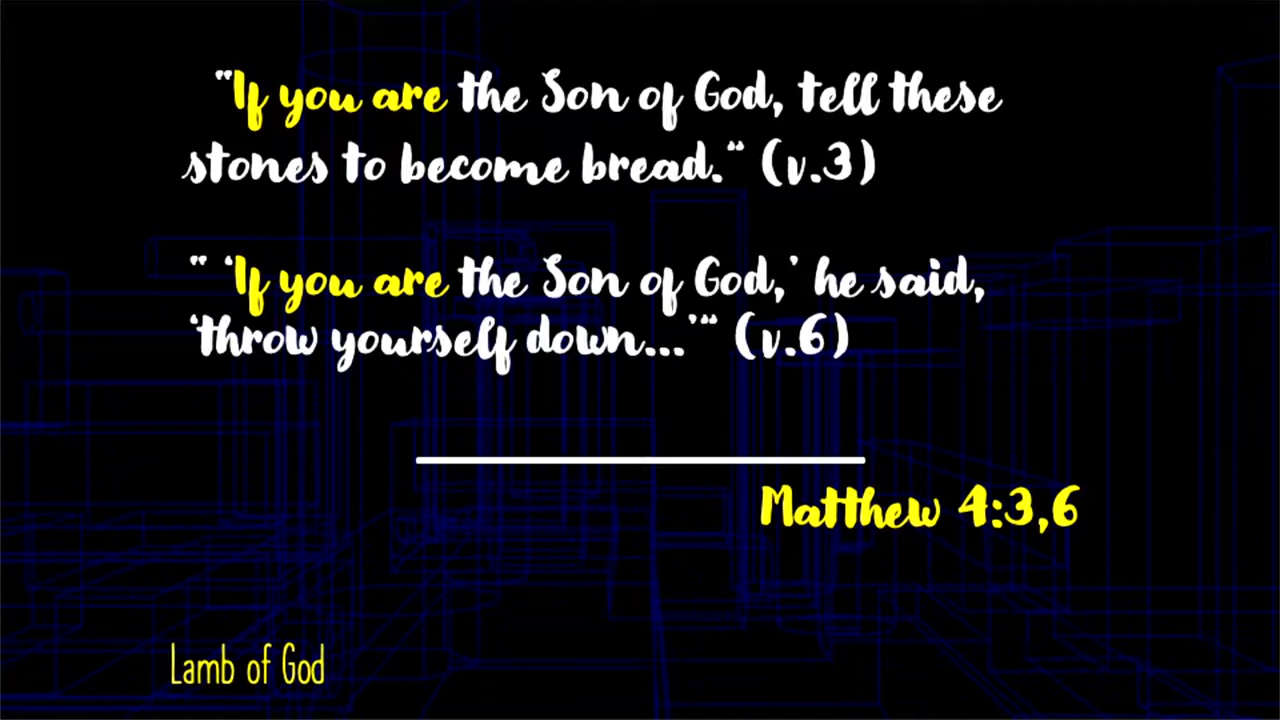 "If you are the Son of God, tell these
stones to become bread." (v.3)
" 'If you are the Son of God,' he said,
'throw yourself down...'" (v.6)
Matthew 4:3,6
Lamb of God